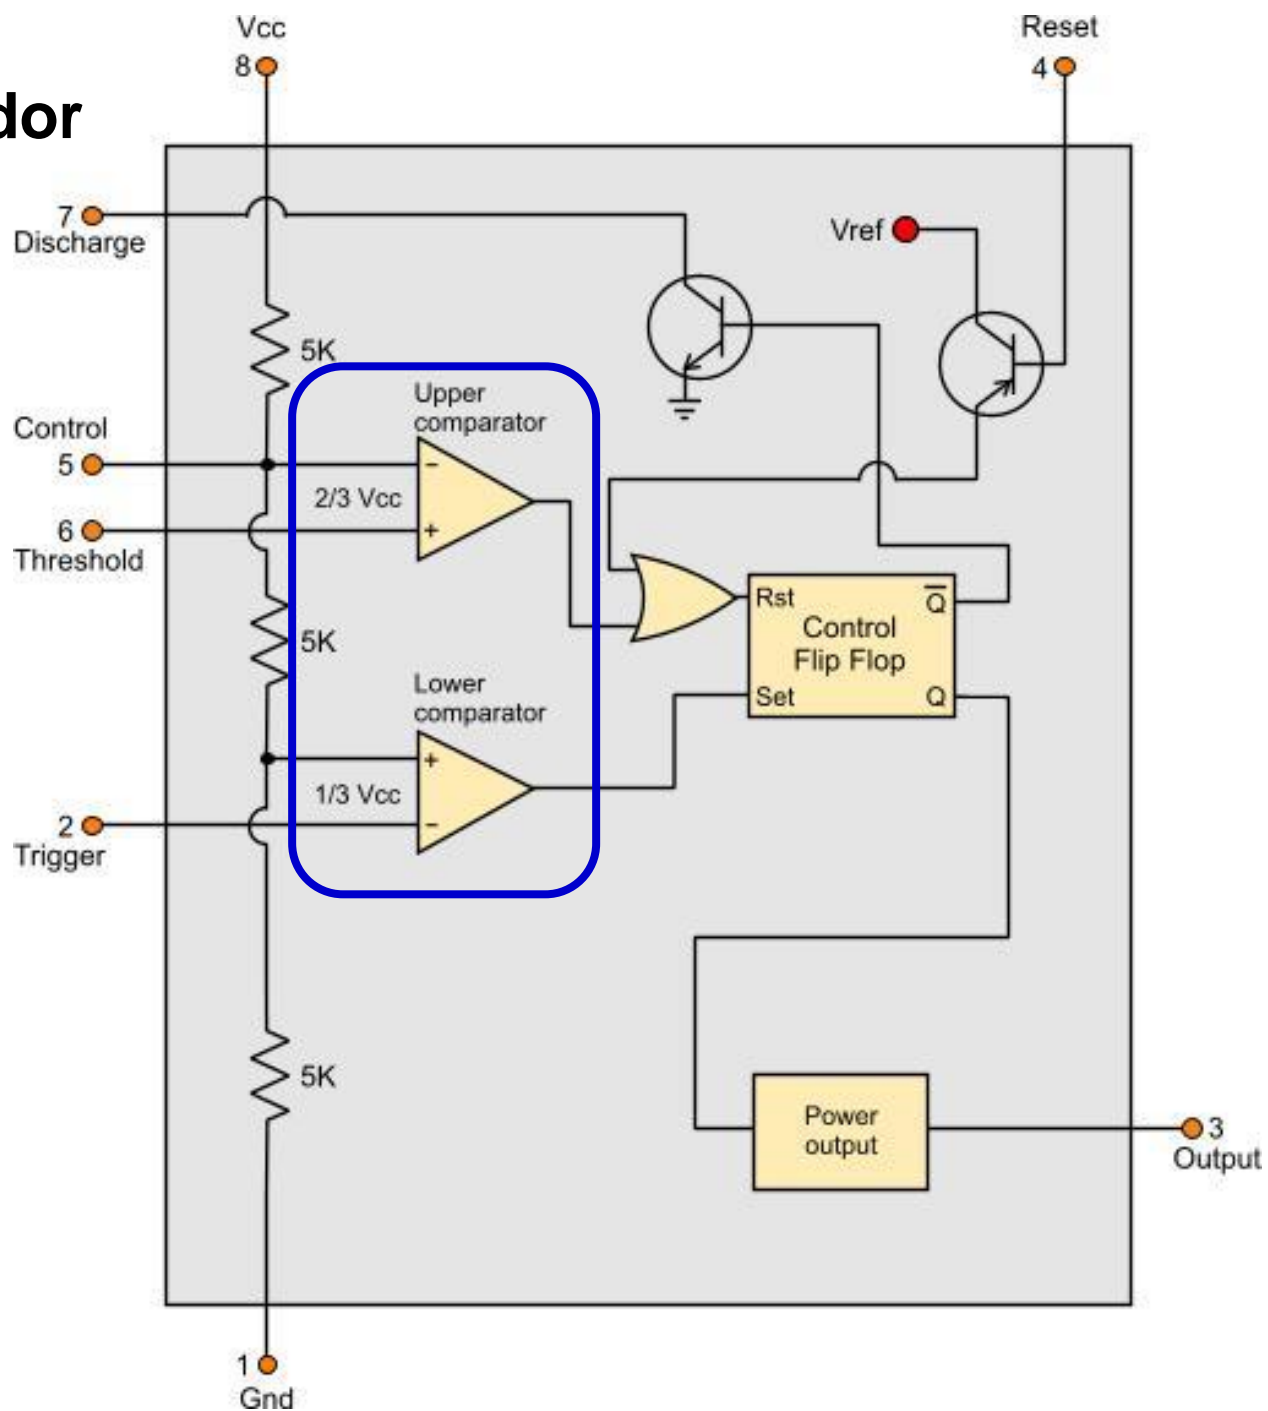 Vcc
8
Reset
4
dor
7
Discharge
Vref
5K
Upper
comparator
Control
5
−
2/3 Vcc
6
+
Threshold
Rst
Q
Control
Flip Flop
Set
Q
5K
Lower
comparator
+
1/3 Vcc
2
−
Trigger
5K
Power
output
3
Output
1
Gnd